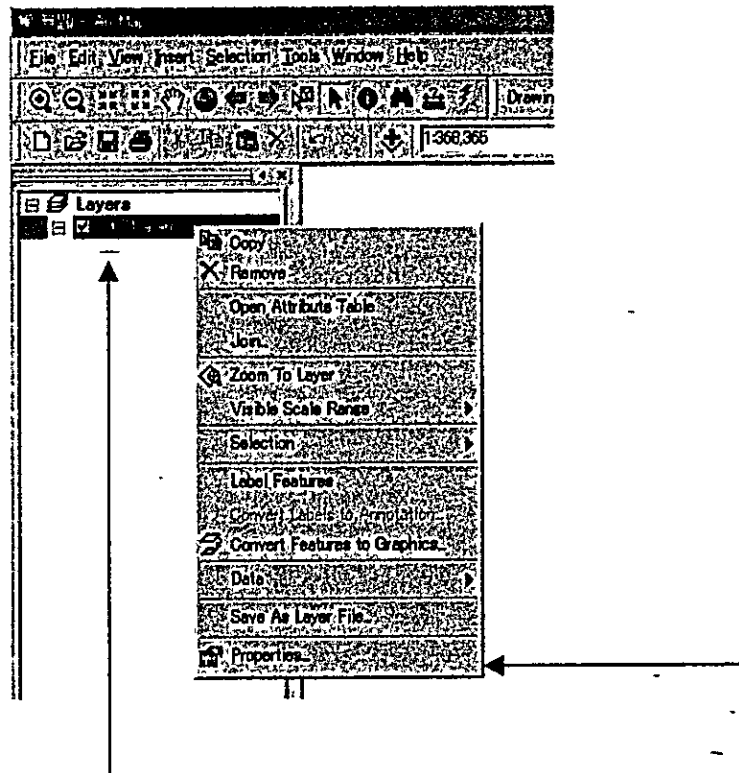 File Edit View Insert Selection Tools Window Help
Drawin
1:368,365
Layers
Copy
Remove
Open Attribute Table
Join...
Zoom To Layer
Visible Scale Range
Selection
Label Features
Convert Labels to Annotation...
Convert Features to Graphics...
Data
Save As Layer File...
Properties...